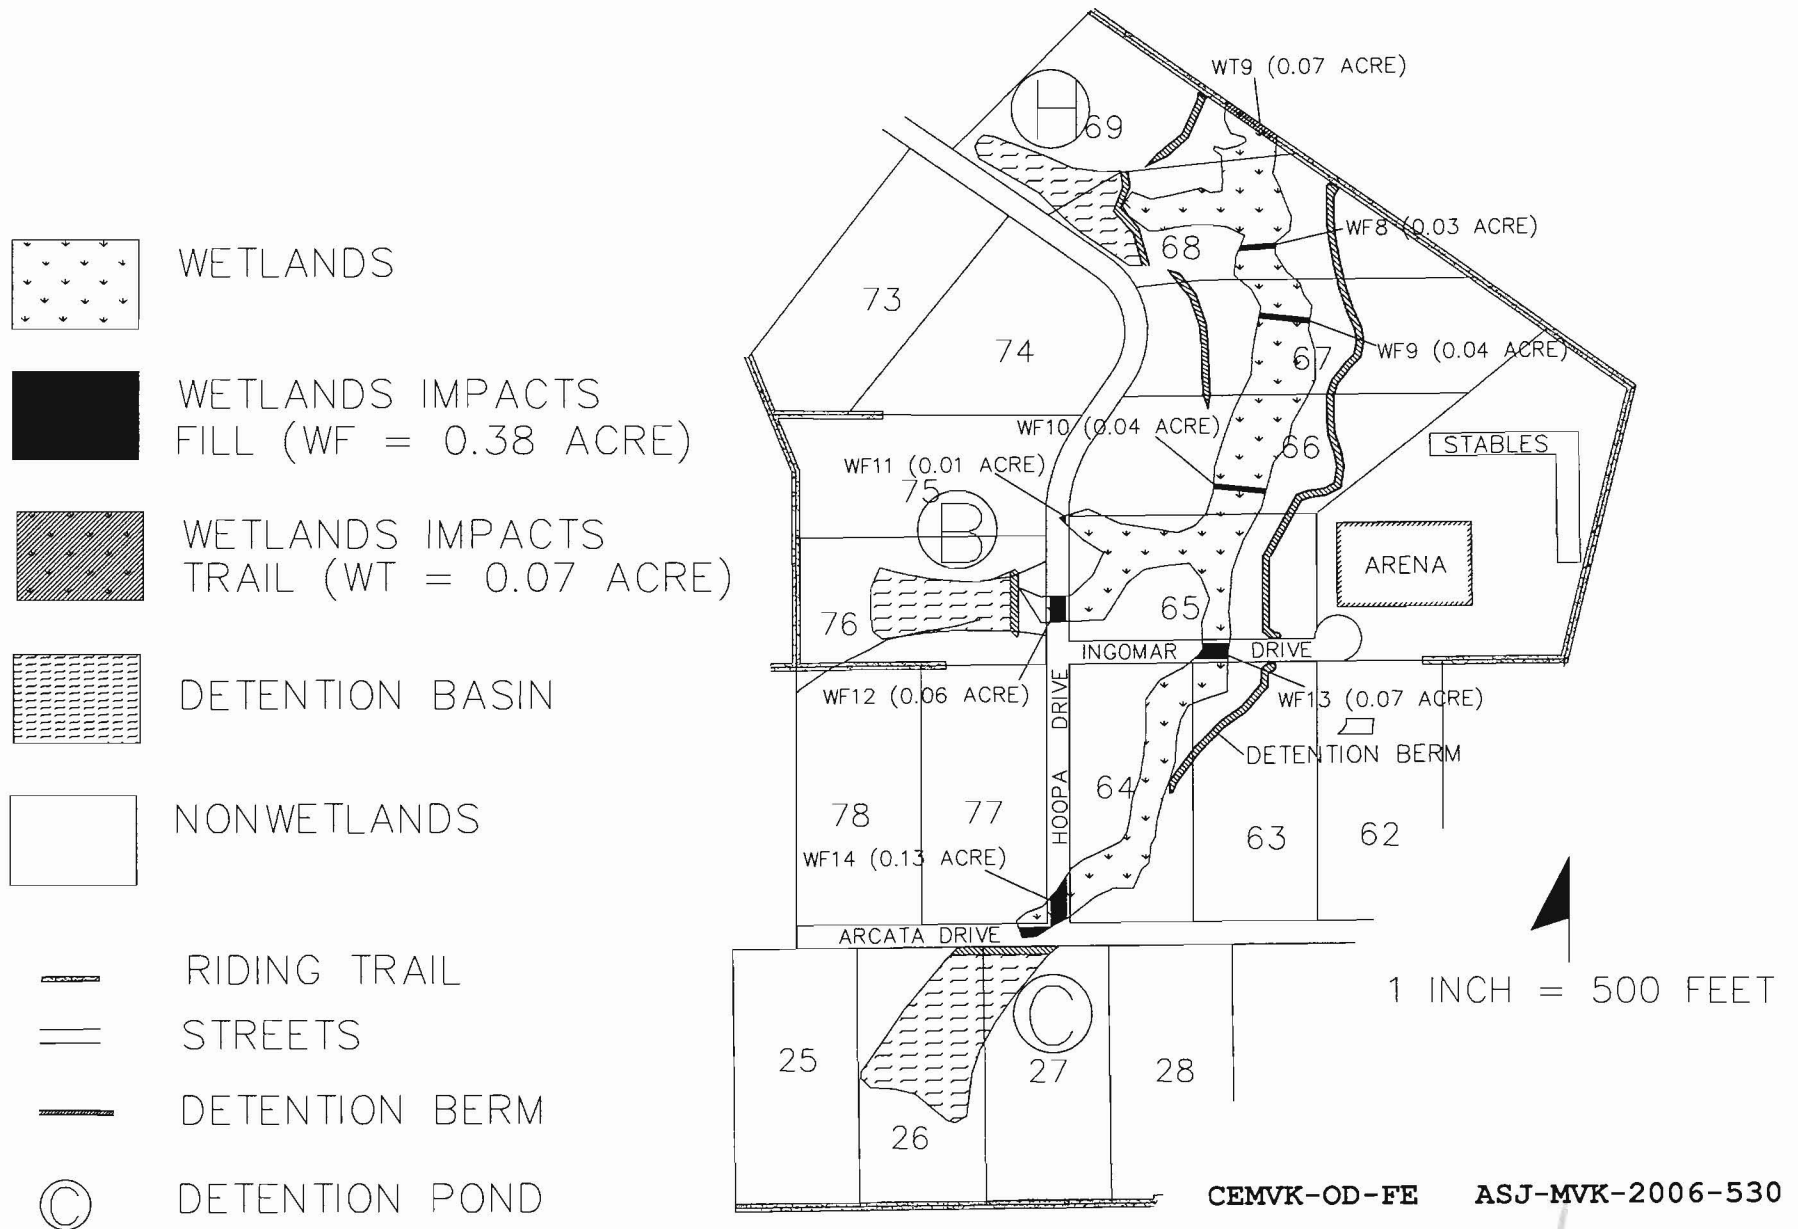 WETLANDS
WETLANDS IMPACTS
FILL (WF = 0.38 ACRE)
WETLANDS IMPACTS
TRAIL (WT = 0.07 ACRE)
DETENTION BASIN
NONWETLANDS
RIDING TRAIL
STREETS
DETENTION BERM
C
DETENTION POND
WT9 (0.07 ACRE)
H
69
WF8 (0.03 ACRE)
68
73
74
67
WF9 (0.04 ACRE)
WF10 (0.04 ACRE)
66
STABLES
WF11 (0.01 ACRE)
75
B
ARENA
76
65
INGOMAR DRIVE
WF12 (0.06 ACRE)
WF13 (0.07 ACRE)
DETENTION BERM
HOOPA DRIVE
64
78
77
63
62
WF14 (0.13 ACRE)
ARCATA DRIVE
1 INCH = 500 FEET
C
25
27
28
26
CEMVK-OD-FE ASJ-MVK-2006-530